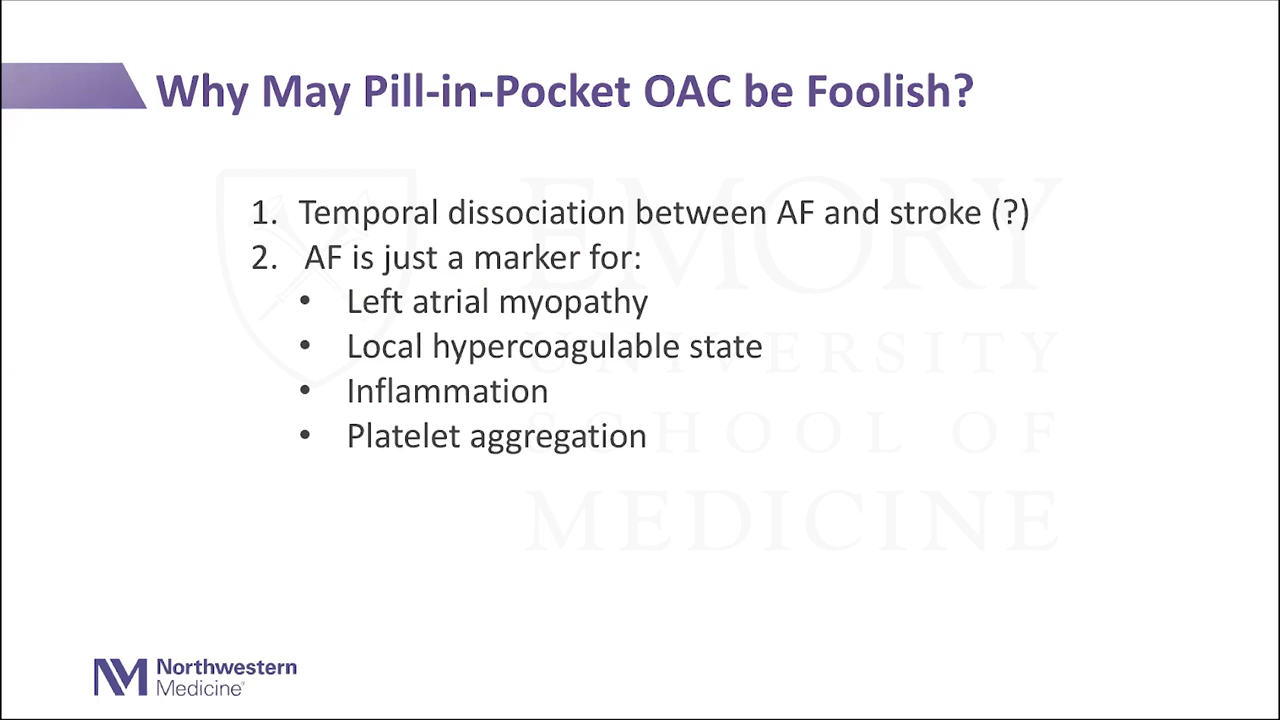 Why May Pill-in-Pocket OAC be Foolish?
1. Temporal dissociation between AF and stroke (?)
2. AF is just a marker for:
• Left atrial myopathy
• Local hypercoagulable state
• Inflammation
• Platelet aggregation
EMORY
UNIVERSITY
SCHOOL OF
MEDICINE
NM Northwestern
Medicine